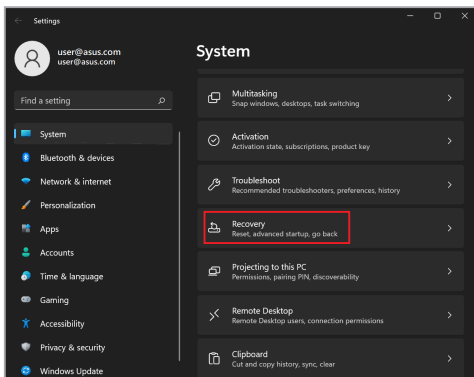 Settings
user@asus.com
user@asus.com
Find a setting
System
Bluetooth & devices
Network & internet
Personalization
Apps
Accounts
Time & language
Gaming
Accessibility
Privacy & security
Windows Update
System
Multitasking
Snap windows, desktops, task switching
Activation
Activation state, subscriptions, product key
Troubleshoot
Recommended troubleshooters, preferences, history
Recovery
Reset, advanced startup, go back
Projecting to this PC
Permissions, pairing PIN, discoverability
Remote Desktop
Remote Desktop users, connection permissions
Clipboard
Cut and copy history, sync, clear